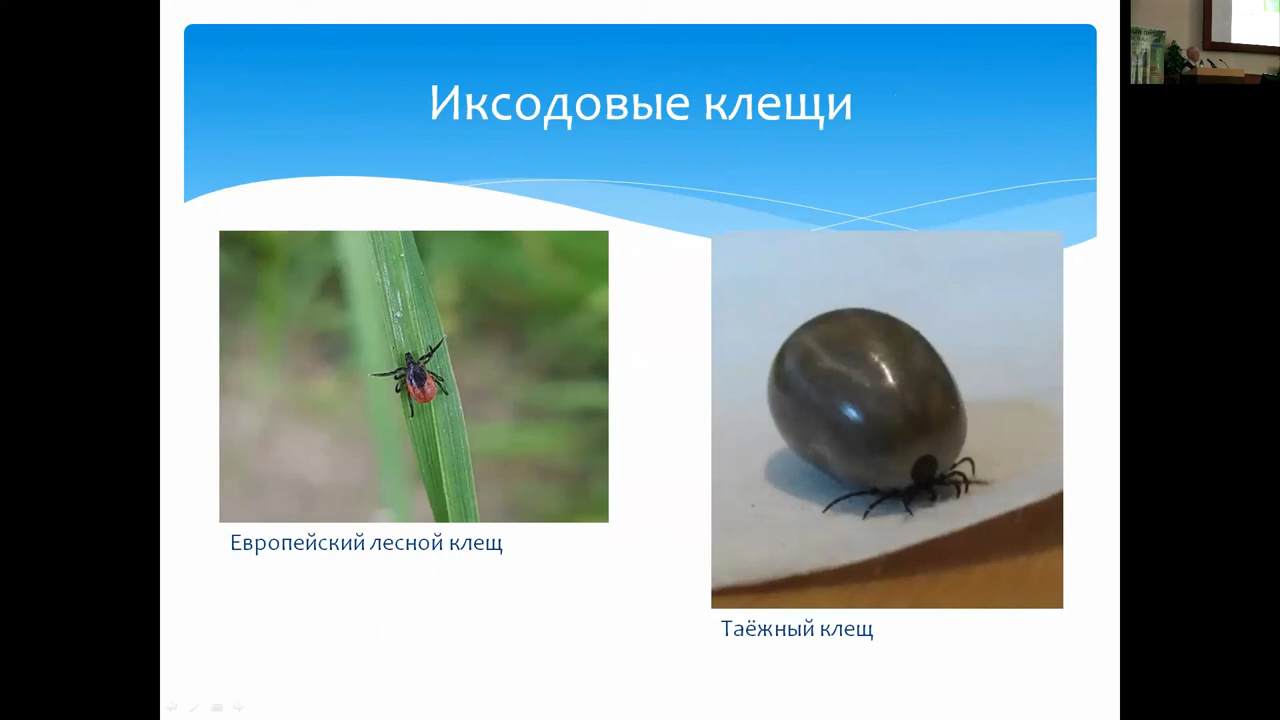 Иксодовые клещи
Европейский лесной клещ
Таёжный клещ